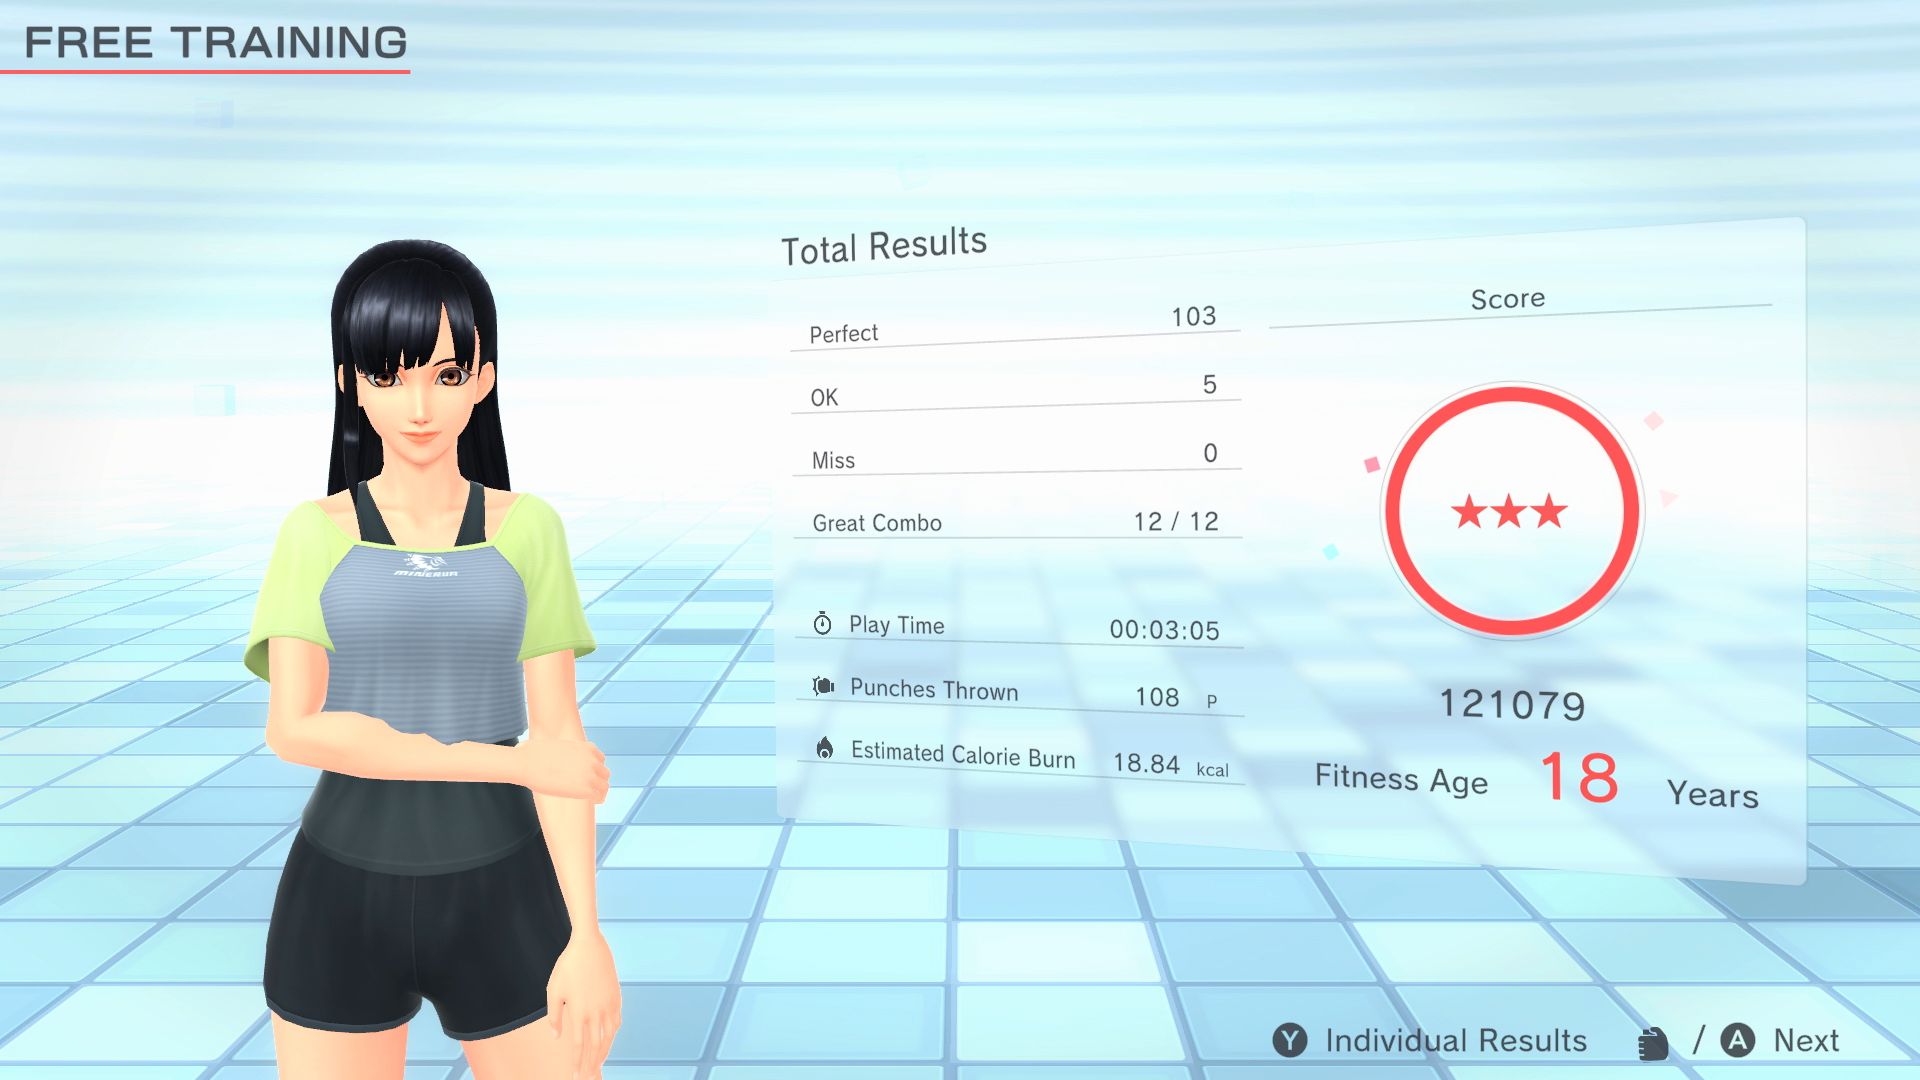 FREE TRAINING
MINERUA
Total Results
Perfect 103
OK 5
Miss 0
Great Combo 12 / 12
Play Time 00:03:05
Punches Thrown 108 P
Estimated Calorie Burn 18.84 kcal
Score
★★★
121079
Fitness Age 18 Years
Y Individual Results / A Next